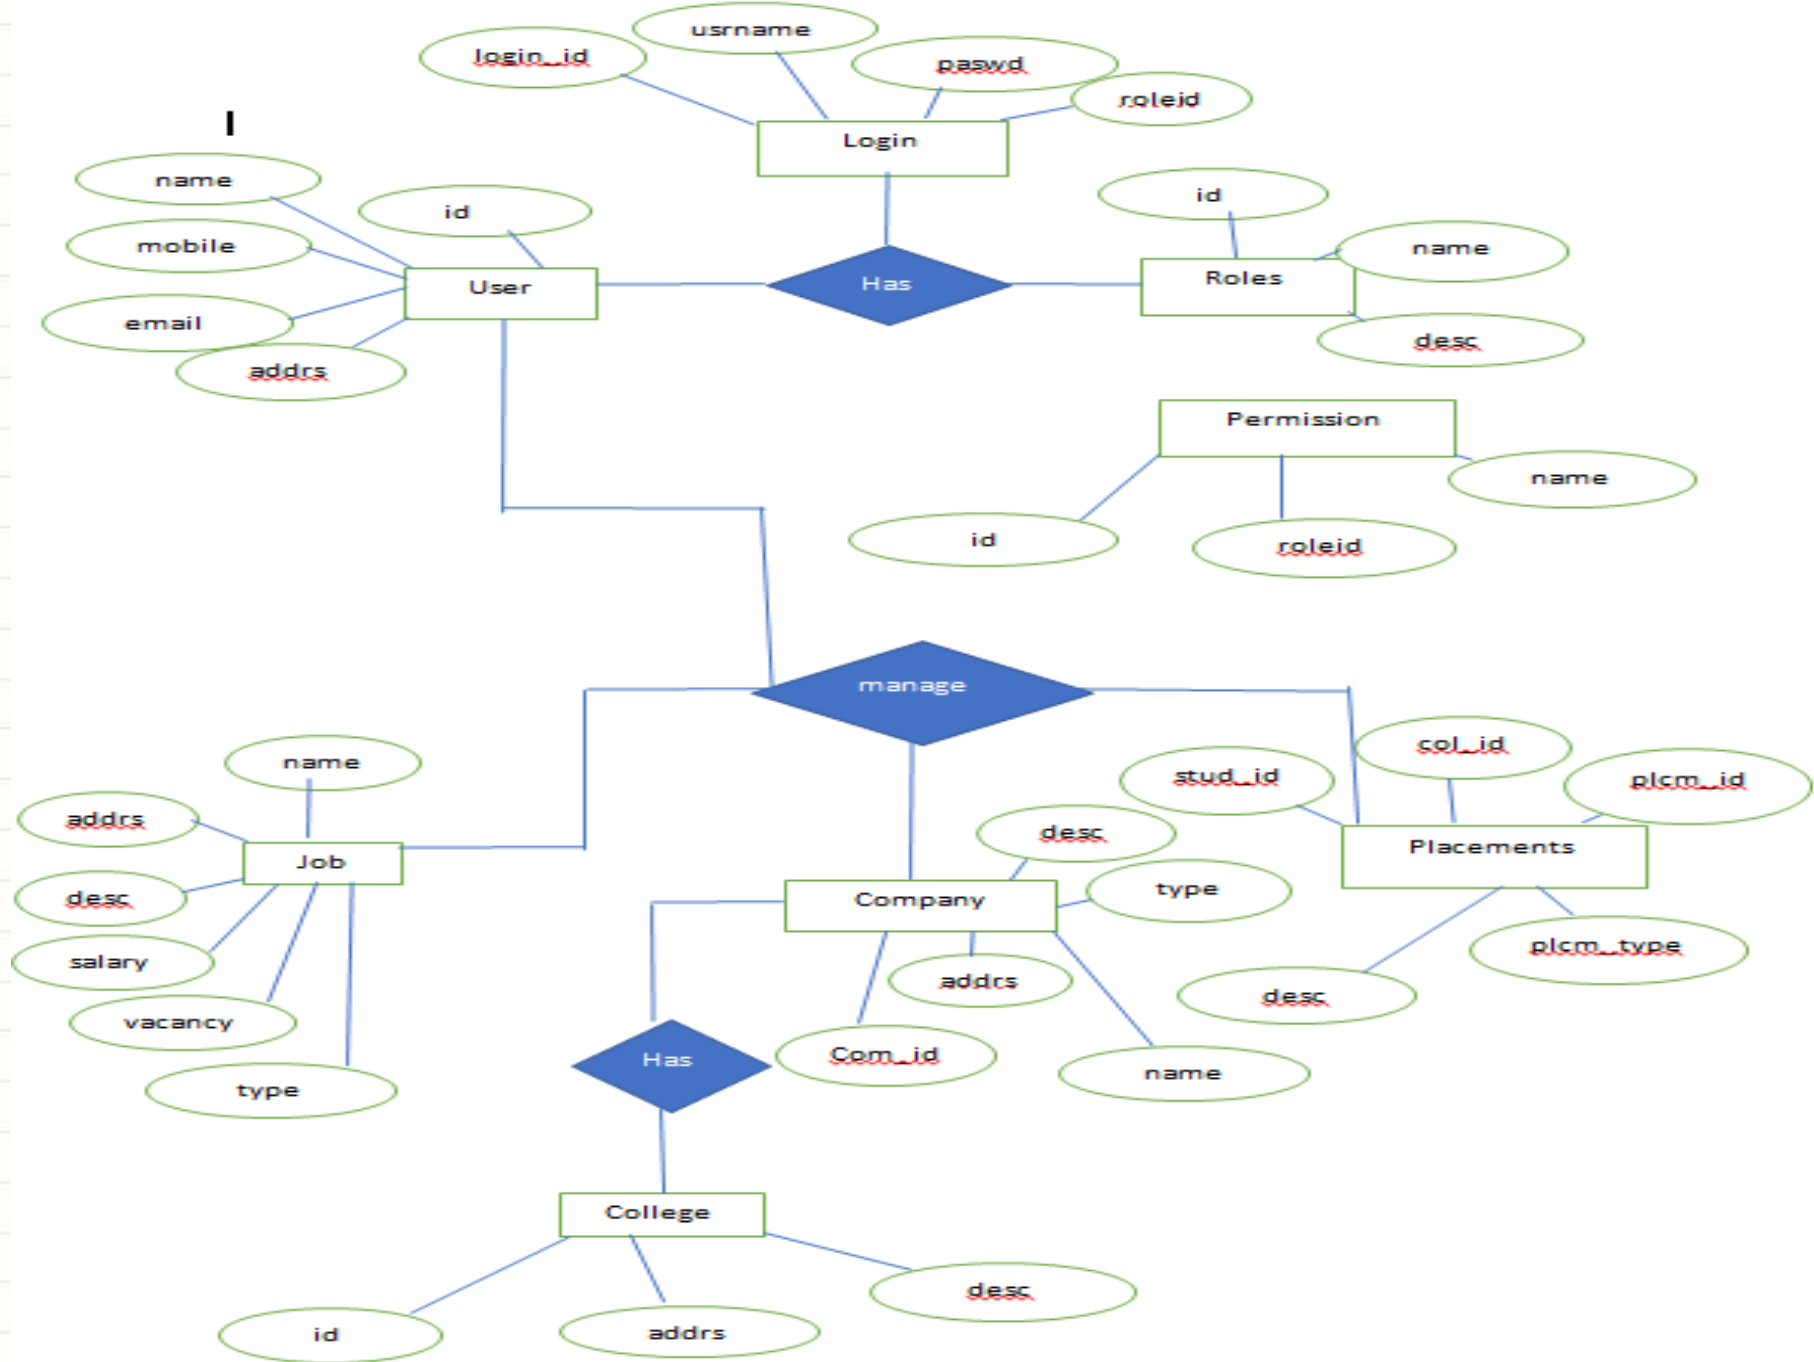 usrname
login_id
paswd
roleid
Login
I
name
id
id
mobile
name
User
Has
Roles
email
desc
addrs
Permission
name
id
roleid
manage
name
col_id
stud_id
plcm_id
addrs
desc
Job
Placements
desc
type
Company
salary
plcm_type
addrs
desc
vacancy
Has
Com_id
name
type
College
desc
id
addrs